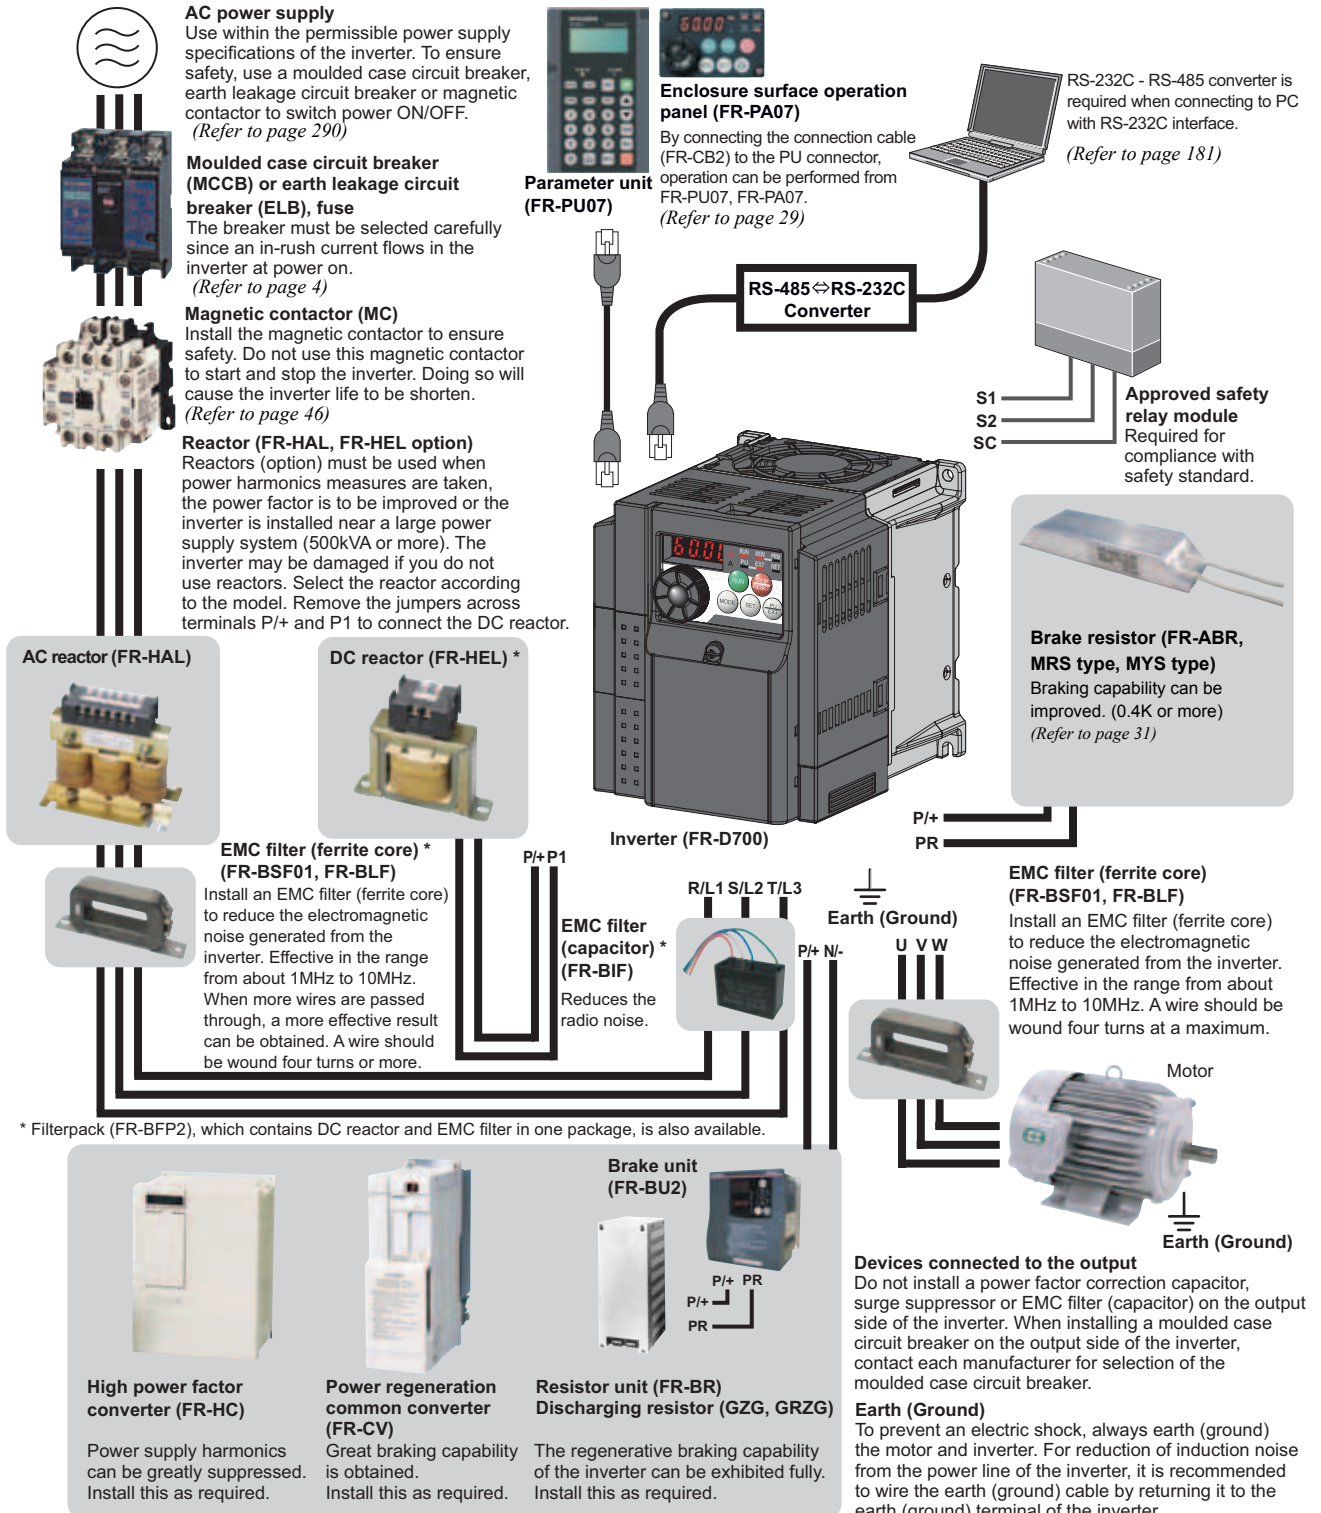 AC power supply
Use within the permissible power supply
specifications of the inverter. To ensure
safety, use a moulded case circuit breaker,
earth leakage circuit breaker or magnetic
contactor to switch power ON/OFF.
(Refer to page 290)
Moulded case circuit breaker
(MCCB) or earth leakage circuit
breaker (ELB), fuse
The breaker must be selected carefully
since an in-rush current flows in the
inverter at power on.
(Refer to page 4)
Magnetic contactor (MC)
Install the magnetic contactor to ensure
safety. Do not use this magnetic contactor
to start and stop the inverter. Doing so will
cause the inverter life to be shorten.
(Refer to page 46)
Reactor (FR-HAL, FR-HEL option)
Reactors (option) must be used when
power harmonics measures are taken,
the power factor is to be improved or the
inverter is installed near a large power
supply system (500kVA or more). The
inverter may be damaged if you do not
use reactors. Select the reactor according
to the model. Remove the jumpers across
terminals P/+ and P1 to connect the DC reactor.
Parameter unit
(FR-PU07)
60.00
Enclosure surface operation
panel (FR-PA07)
By connecting the connection cable
(FR-CB2) to the PU connector,
operation can be performed from
FR-PU07, FR-PA07.
(Refer to page 29)
RS-232C - RS-485 converter is
required when connecting to PC
with RS-232C interface.
(Refer to page 181)
RS-485⇔RS-232C
Converter
S1
S2
SC
Approved safety
relay module
Required for
compliance with
safety standard.
RUN MON PRM
A PU EXT NET
RUN
STOP
RESET
MODE
SET
PU
EXT
Inverter (FR-D700)
Brake resistor (FR-ABR,
MRS type, MYS type)
Braking capability can be
improved. (0.4K or more)
(Refer to page 31)
P/+
PR
AC reactor (FR-HAL)
DC reactor (FR-HEL) *
EMC filter (ferrite core) *
(FR-BSF01, FR-BLF)
Install an EMC filter (ferrite core)
to reduce the electromagnetic
noise generated from the
inverter. Effective in the range
from about 1MHz to 10MHz.
When more wires are passed
through, a more effective result
can be obtained. A wire should
be wound four turns or more.
P/+ P1
EMC filter
(capacitor) *
(FR-BIF)
Reduces the
radio noise.
R/L1 S/L2 T/L3
P/+ N/-
Earth (Ground)
U V W
EMC filter (ferrite core)
(FR-BSF01, FR-BLF)
Install an EMC filter (ferrite core)
to reduce the electromagnetic
noise generated from the inverter.
Effective in the range from about
1MHz to 10MHz. A wire should be
wound four turns at a maximum.
Motor
Earth (Ground)
* Filterpack (FR-BFP2), which contains DC reactor and EMC filter in one package, is also available.
High power factor
converter (FR-HC)
Power supply harmonics
can be greatly suppressed.
Install this as required.
Power regeneration
common converter
(FR-CV)
Great braking capability
is obtained.
Install this as required.
Brake unit
(FR-BU2)
P/+ PR
P/+
PR
Resistor unit (FR-BR)
Discharging resistor (GZG, GRZG)
The regenerative braking capability
of the inverter can be exhibited fully.
Install this as required.
Devices connected to the output
Do not install a power factor correction capacitor,
surge suppressor or EMC filter (capacitor) on the output
side of the inverter. When installing a moulded case
circuit breaker on the output side of the inverter,
contact each manufacturer for selection of the
moulded case circuit breaker.
Earth (Ground)
To prevent an electric shock, always earth (ground)
the motor and inverter. For reduction of induction noise
from the power line of the inverter, it is recommended
to wire the earth (ground) cable by returning it to the
earth (ground) terminal of the inverter.